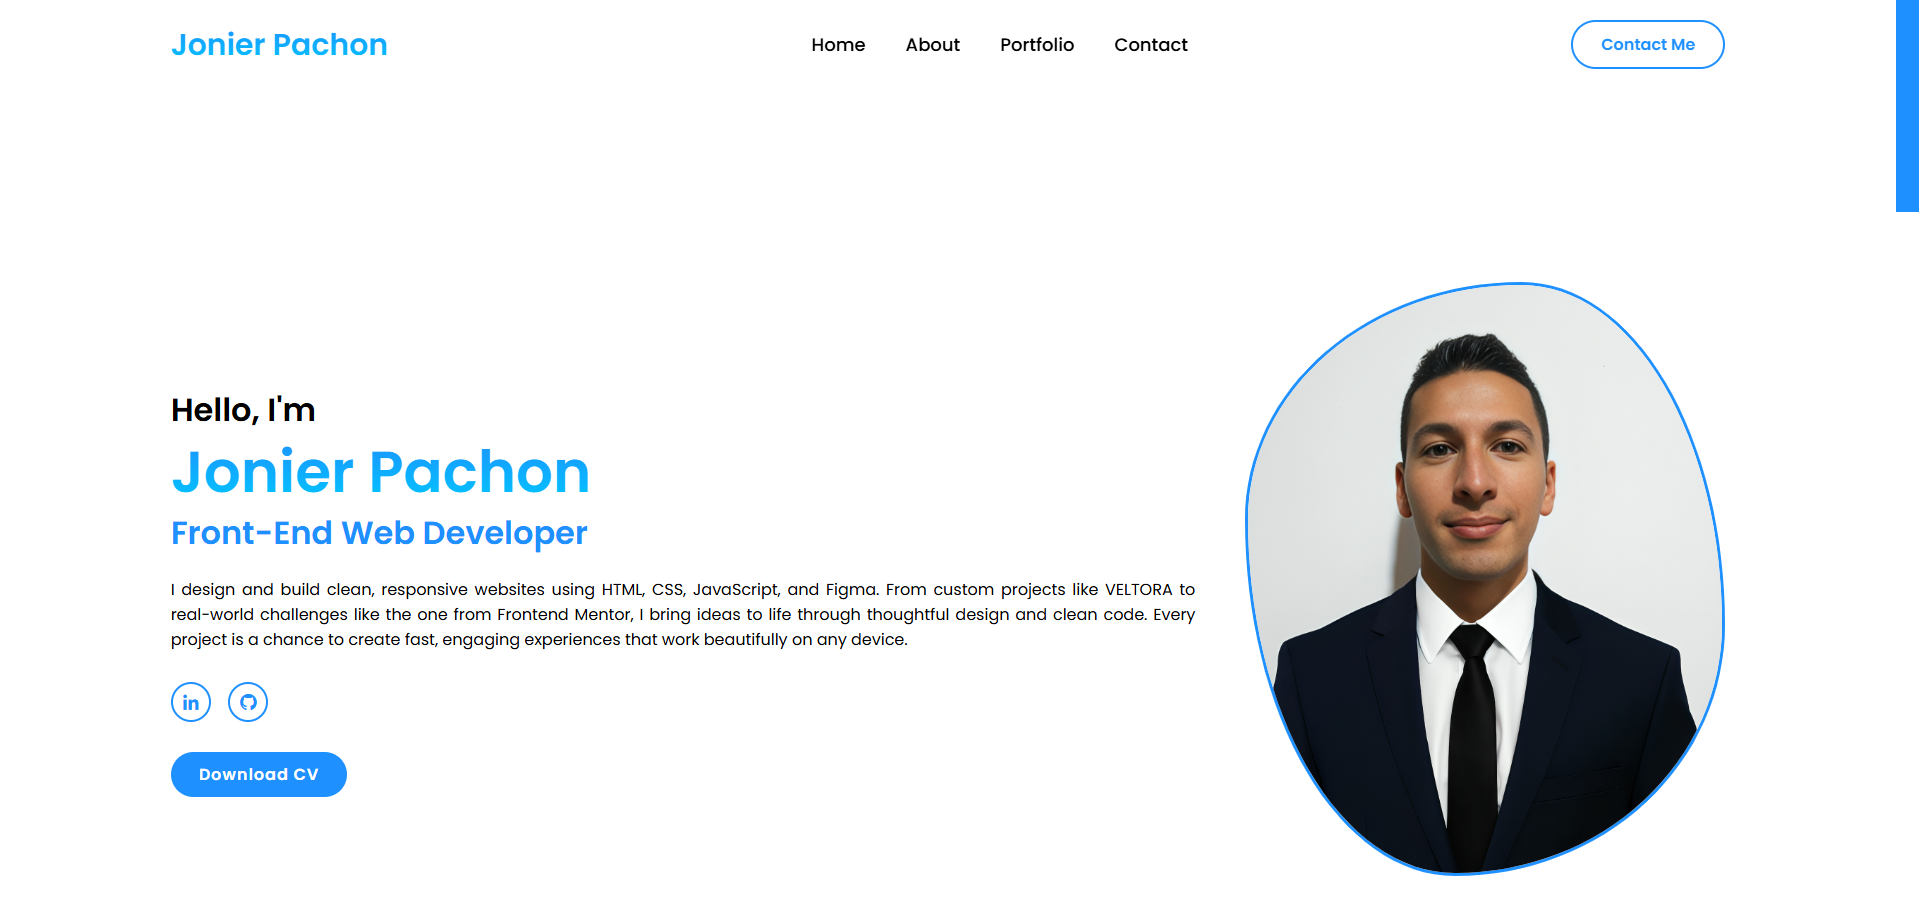 Jonier Pachon
Home About Portfolio Contact
Contact Me
Hello, I'm
Jonier Pachon
Front-End Web Developer
I design and build clean, responsive websites using HTML, CSS, JavaScript, and Figma. From custom projects like VELTORA to
real-world challenges like the one from Frontend Mentor, I bring ideas to life through thoughtful design and clean code. Every
project is a chance to create fast, engaging experiences that work beautifully on any device.
in
Download CV